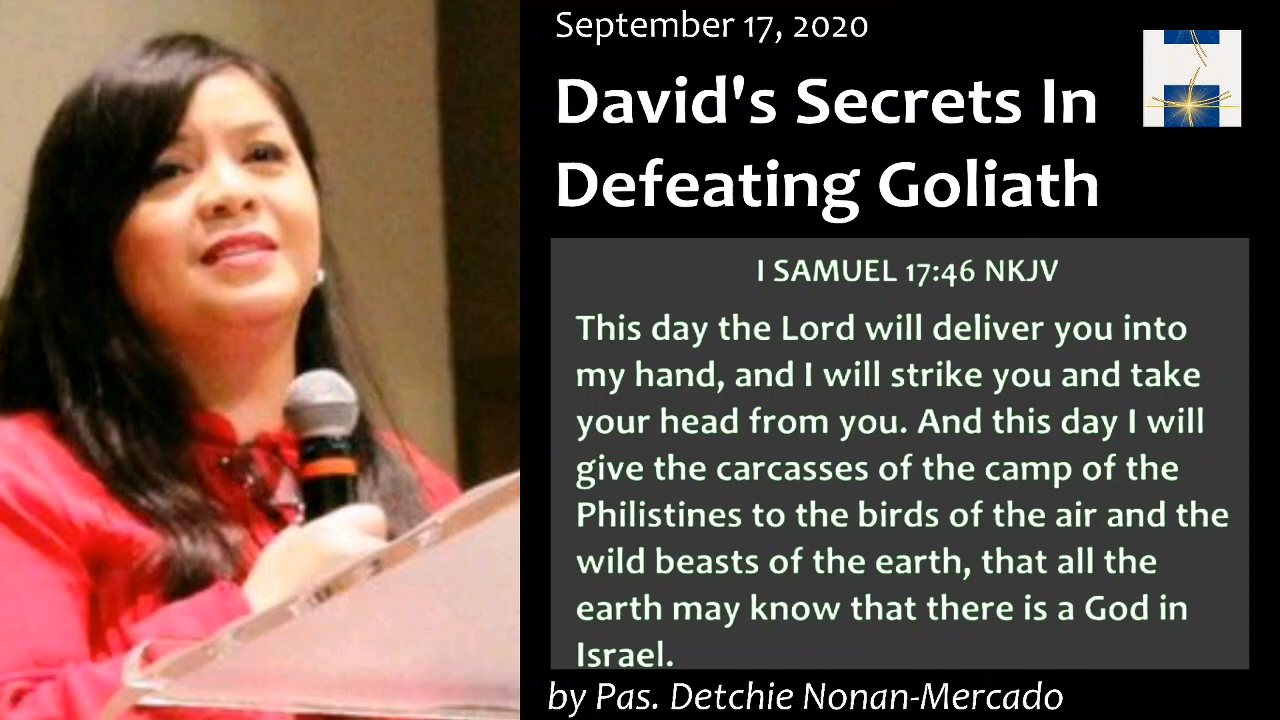 September 17, 2020
David's Secrets In
Defeating Goliath
I SAMUEL 17:46 NKJV
This day the Lord will deliver you into
my hand, and I will strike you and take
your head from you. And this day I will
give the carcasses of the camp of the
Philistines to the birds of the air and the
wild beasts of the earth, that all the
earth may know that there is a God in
Israel.
by Pas. Detchie Nonan-Mercado